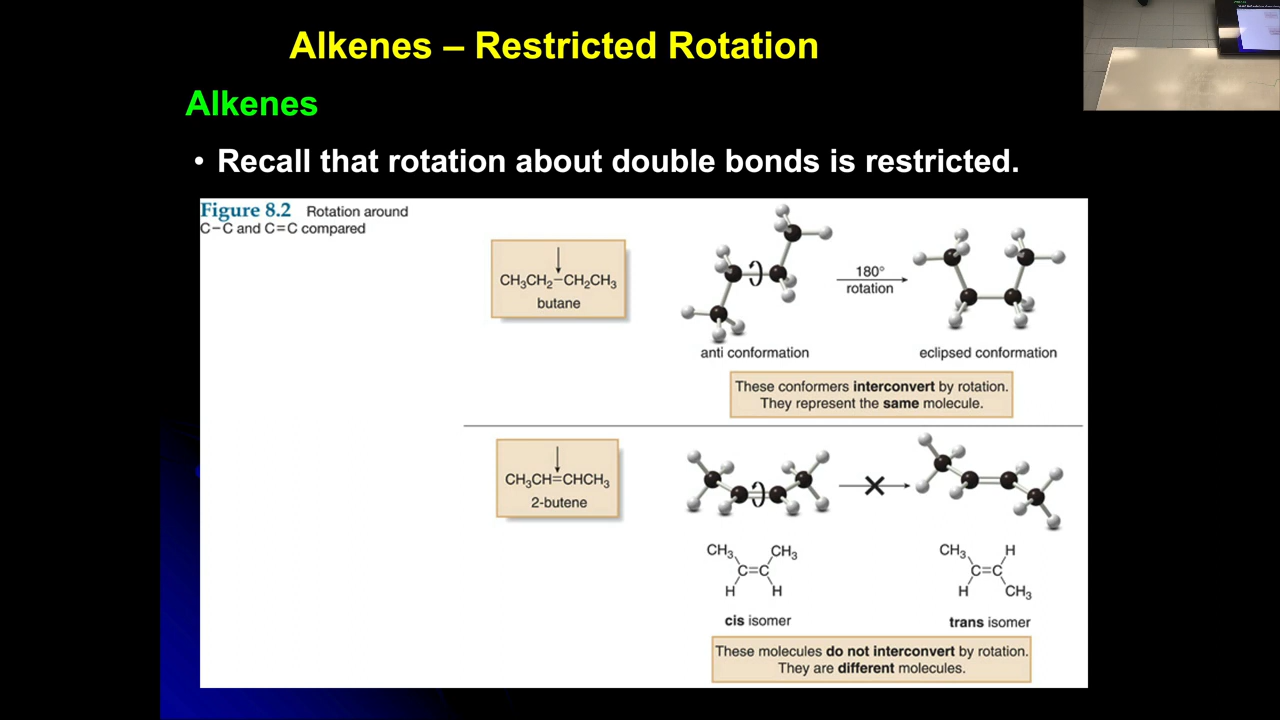 Alkenes – Restricted Rotation
Alkenes
• Recall that rotation about double bonds is restricted.
Figure 8.2 Rotation around
C−C and C=C compared
CH₃CH₂−CH₂CH₃
butane
180°
rotation
anti conformation
eclipsed conformation
These conformers interconvert by rotation.
They represent the same molecule.
CH₃CH=CHCH₃
2-butene
CH₃ CH₃
C=C
H H
cis isomer
CH₃ H
C=C
H CH₃
trans isomer
These molecules do not interconvert by rotation.
They are different molecules.